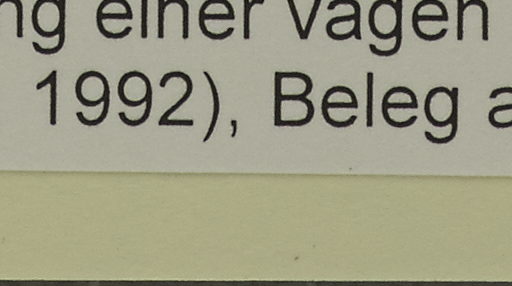 ng einer vagen
1992), Beleg a